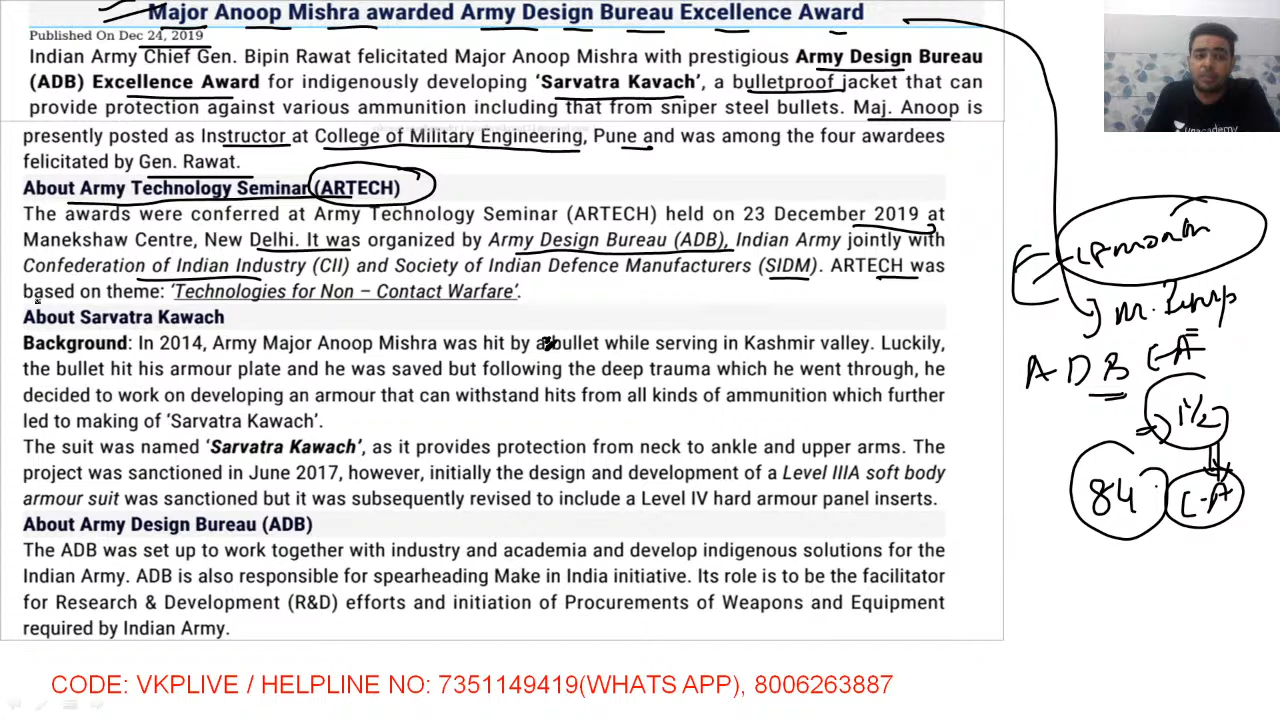 Major Anoop Mishra awarded Army Design Bureau Excellence Award
Published On Dec 24, 2019
Indian Army Chief Gen. Bipin Rawat felicitated Major Anoop Mishra with prestigious Army Design Bureau
(ADB) Excellence Award for indigenously developing ‘Sarvatra Kavach’, a bulletproof jacket that can
provide protection against various ammunition including that from sniper steel bullets. Maj. Anoop is
presently posted as Instructor at College of Military Engineering, Pune and was among the four awardees
felicitated by Gen. Rawat.
About Army Technology Seminar (ARTECH)
The awards were conferred at Army Technology Seminar (ARTECH) held on 23 December 2019 at
Manekshaw Centre, New Delhi. It was organized by Army Design Bureau (ADB), Indian Army jointly with
Confederation of Indian Industry (CII) and Society of Indian Defence Manufacturers (SIDM). ARTECH was
based on theme: ‘Technologies for Non – Contact Warfare’.
About Sarvatra Kawach
Background: In 2014, Army Major Anoop Mishra was hit by a bullet while serving in Kashmir valley. Luckily,
the bullet hit his armour plate and he was saved but following the deep trauma which he went through, he
decided to work on developing an armour that can withstand hits from all kinds of ammunition which further
led to making of ‘Sarvatra Kawach’.
The suit was named ‘Sarvatra Kawach’, as it provides protection from neck to ankle and upper arms. The
project was sanctioned in June 2017, however, initially the design and development of a Level IIIA soft body
armour suit was sanctioned but it was subsequently revised to include a Level IV hard armour panel inserts.
About Army Design Bureau (ADB)
The ADB was set up to work together with industry and academia and develop indigenous solutions for the
Indian Army. ADB is also responsible for spearheading Make in India initiative. Its role is to be the facilitator
for Research & Development (R&D) efforts and initiation of Procurements of Weapons and Equipment
required by Indian Army.
ADB
1½
84
C-A
CODE: VKPLIVE / HELPLINE NO: 7351149419(WHATS APP), 8006263887